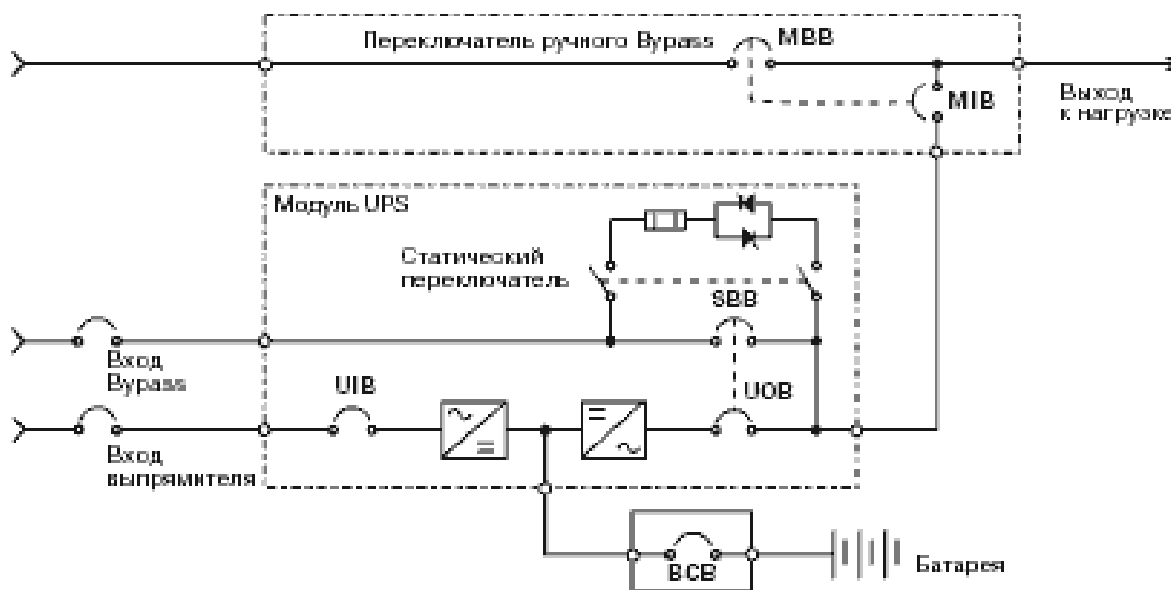 Переключатель ручного Bypass
MBB
MIB
Выход
к нагрузке
Модуль UPS
Статический
переключатель
SBB
Вход
Bypass
UIB
UOB
Вход
выпрямителя
BCB
Батарея